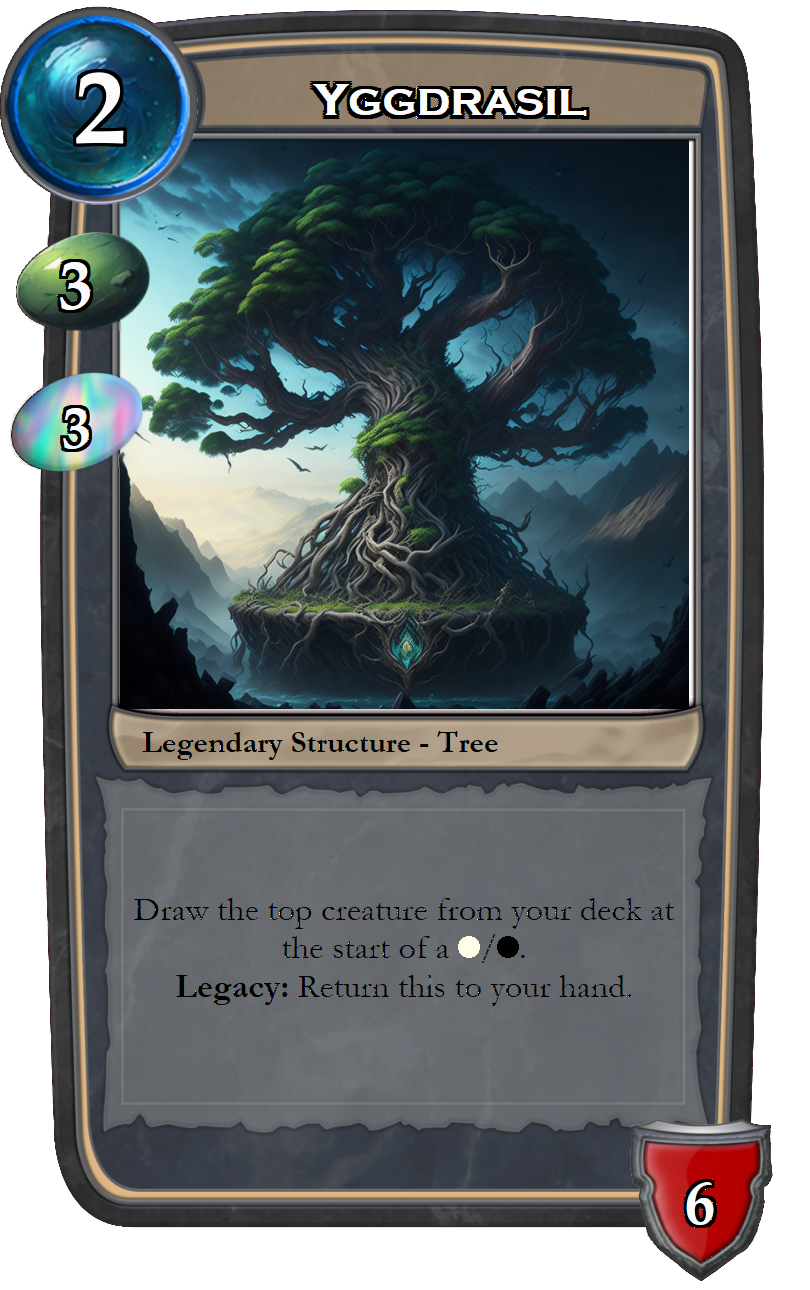 2
Yggdrasil
3
3
Legendary Structure - Tree
Draw the top creature from your deck at
the start of a ⚪/⚫.
Legacy: Return this to your hand.
6